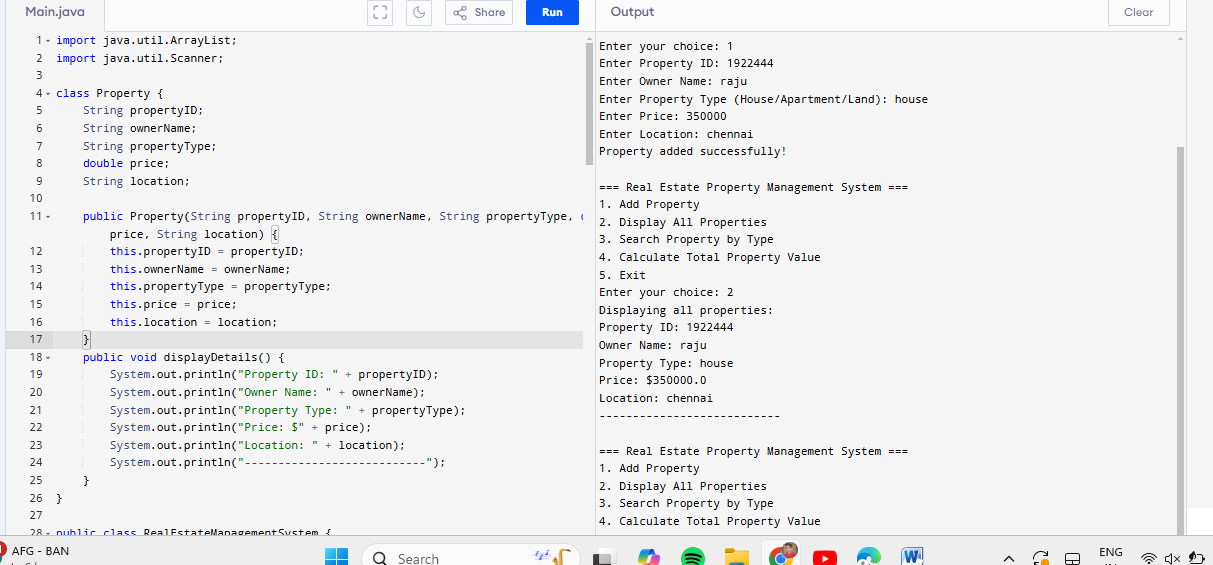 Main.java
Share
Run
Output
Clear
1 import java.util.ArrayList;
2 import java.util.Scanner;
3
4 class Property {
5 String propertyID;
6 String ownerName;
7 String propertyType;
8 double price;
9 String location;
10
11 public Property(String propertyID, String ownerName, String propertyType,
price, String location) {
12 this.propertyID = propertyID;
13 this.ownerName = ownerName;
14 this.propertyType = propertyType;
15 this.price = price;
16 this.location = location;
17 }
18 public void displayDetails() {
19 System.out.println("Property ID: " + propertyID);
20 System.out.println("Owner Name: " + ownerName);
21 System.out.println("Property Type: " + propertyType);
22 System.out.println("Price: $" + price);
23 System.out.println("Location: " + location);
24 System.out.println("---------------------------");
25 }
26 }
27
28 public class RealEstateManagementSystem {
Enter your choice: 1
Enter Property ID: 1922444
Enter Owner Name: raju
Enter Property Type (House/Apartment/Land): house
Enter Price: 350000
Enter Location: chennai
Property added successfully!
=== Real Estate Property Management System ===
1. Add Property
2. Display All Properties
3. Search Property by Type
4. Calculate Total Property Value
5. Exit
Enter your choice: 2
Displaying all properties:
Property ID: 1922444
Owner Name: raju
Property Type: house
Price: $350000.0
Location: chennai
---------------------------
=== Real Estate Property Management System ===
1. Add Property
2. Display All Properties
3. Search Property by Type
4. Calculate Total Property Value
AFG - BAN
Search
ENG